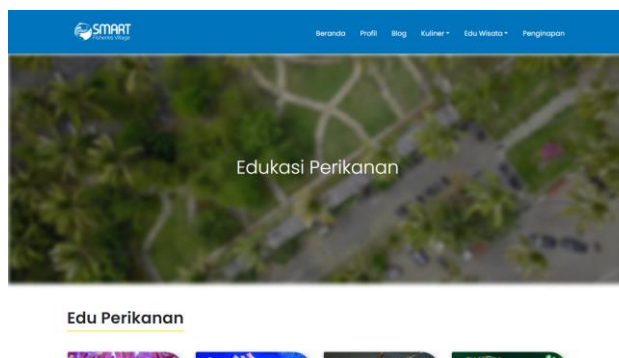 SMART
Fisheries Village
Beranda Profil Blog Kuliner Edu Wisata Penginapan
Edukasi Perikanan
Edu Perikanan